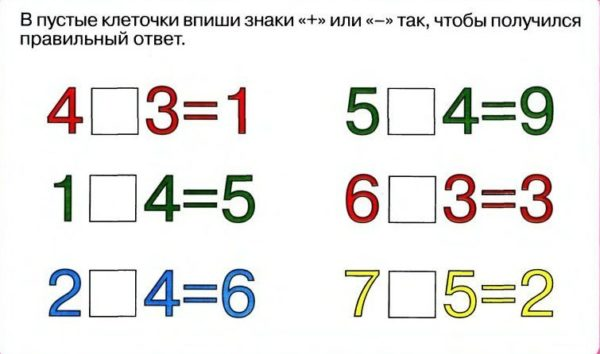 В пустые клеточки впиши знаки «+» или «–» так, чтобы получился
правильный ответ.
4□3=1 5□4=9
1□4=5 6□3=3
2□4=6 7□5=2